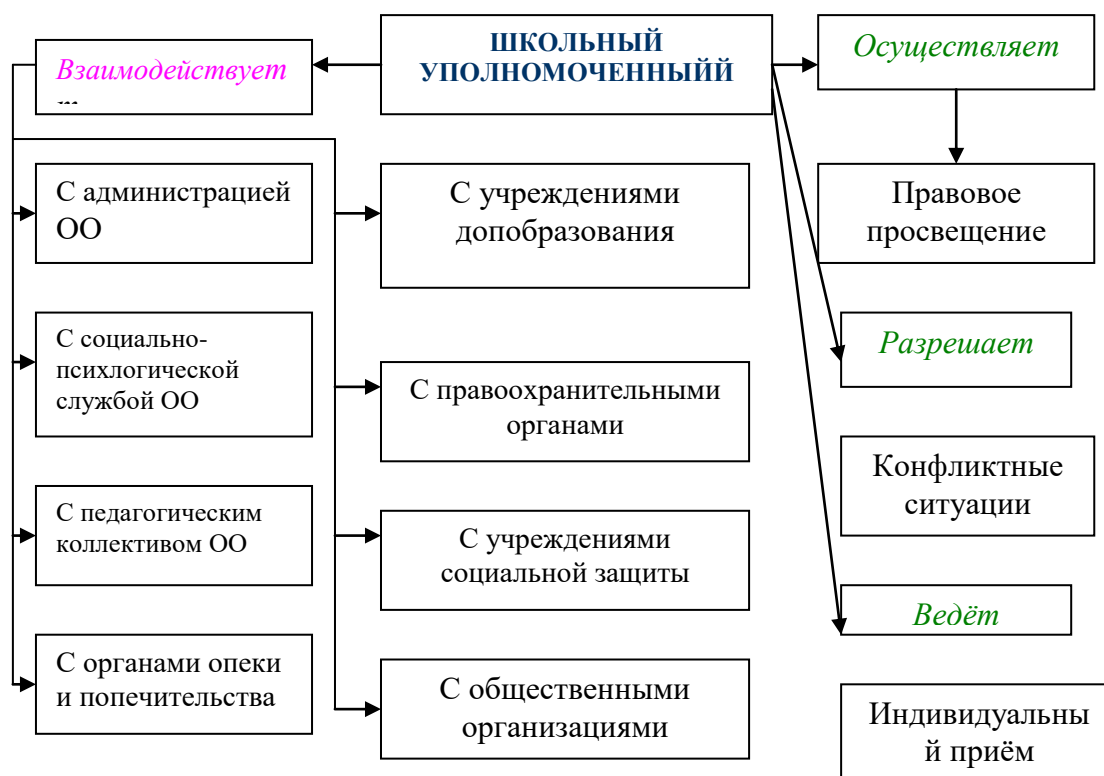 ШКОЛЬНЫЙ
УПОЛНОМОЧЕННЫЙЙ
Взаимодействует
Осуществляет
С администрацией
ОО
С учреждениями
допобразования
Правовое
просвещение
С социально-
психлогической
службой ОО
С правоохранительными
органами
Разрешает
Конфликтные
ситуации
С педагогическим
коллективом ОО
С учреждениями
социальной защиты
Ведёт
С органами опеки
и попечительства
С общественными
организациями
Индивидуальны
й приём